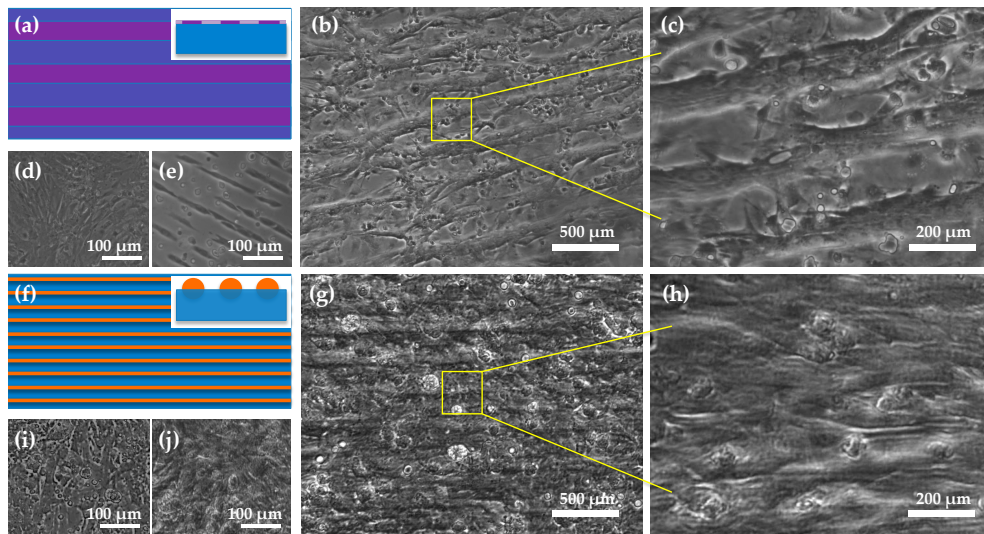 (a)
(b)
(c)
500 µm
200 µm
(d)
(e)
100 µm
100 µm
(f)
(g)
(h)
500 µm
200 µm
(i)
(j)
100 µm
100 µm